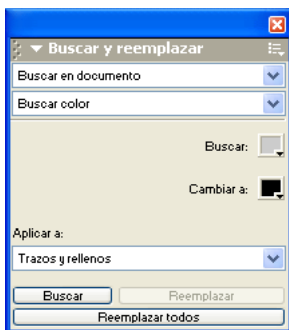 Buscar y reemplazar
Buscar en documento
Buscar color
Buscar:
Cambiar a:
Aplicar a:
Trazos y rellenos
Buscar Reemplazar
Reemplazar todos